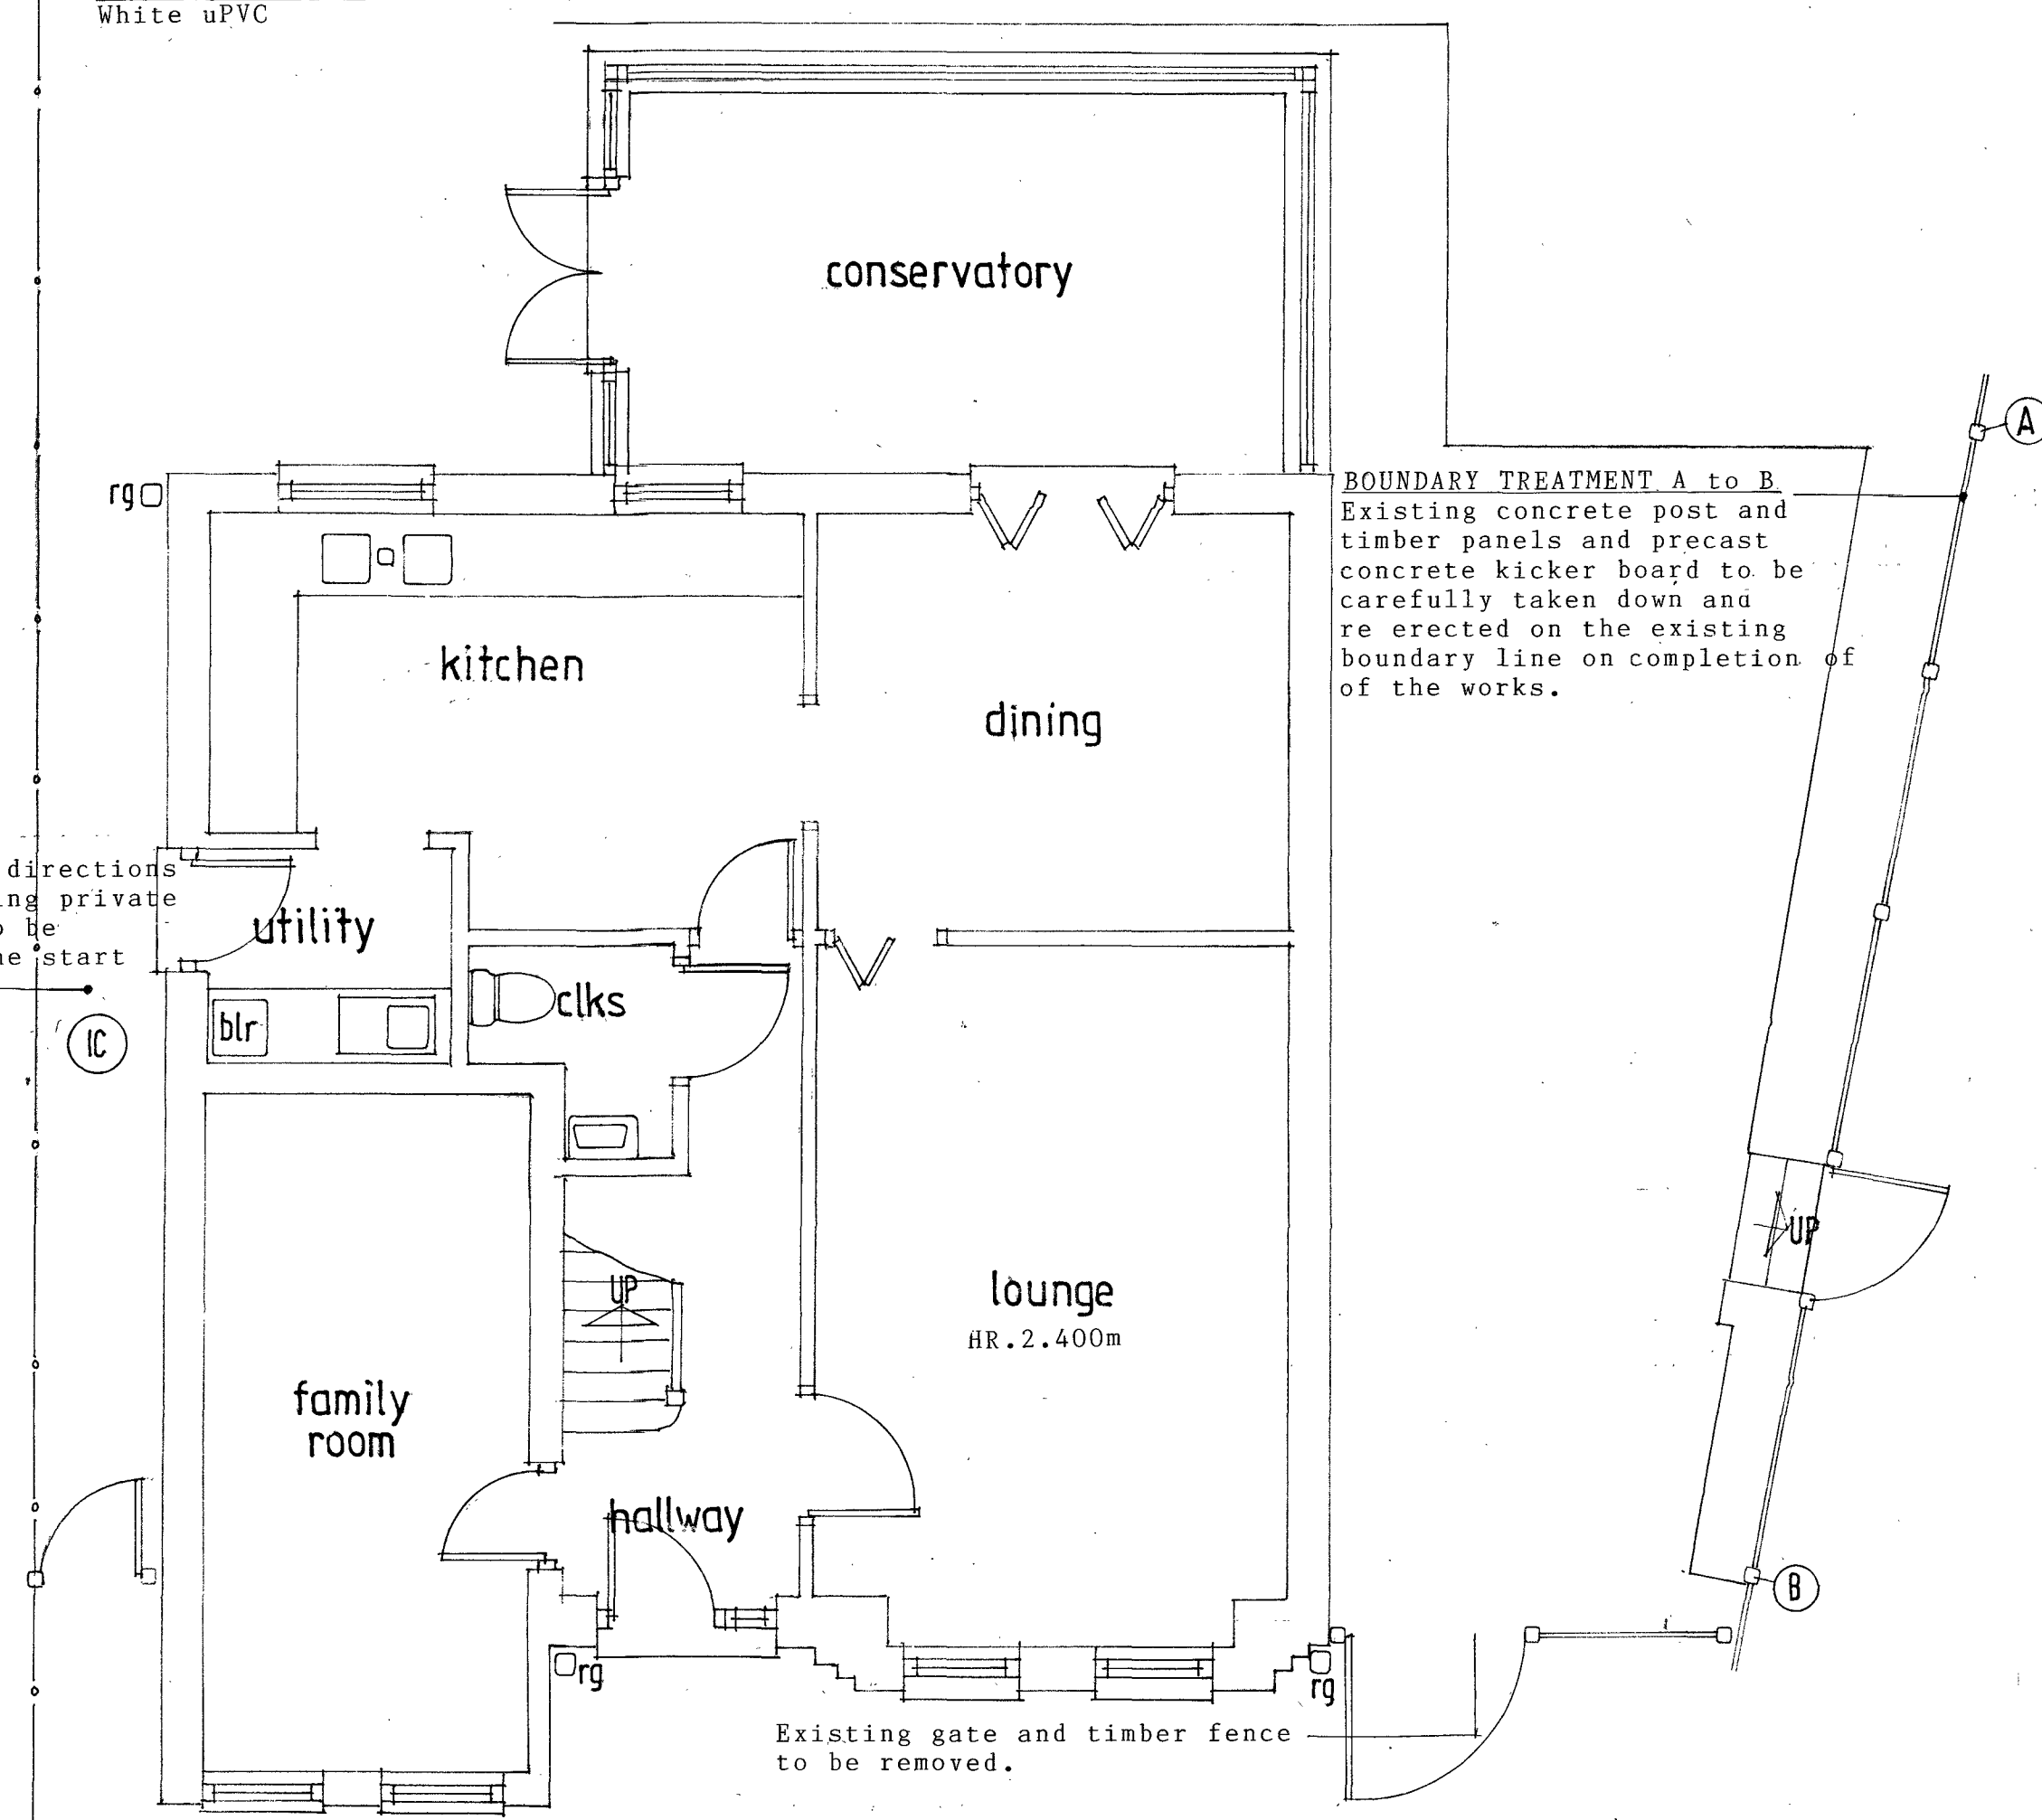 White uPVC
conservatory
A
rg
BOUNDARY TREATMENT A to B
Existing concrete post and
timber panels and precast
concrete kicker board to be
carefully taken down and
re erected on the existing
boundary line on completion of
of the works.
kitchen
dining
directions
ing private
be
start
utility
clks
blr
IC
UP
UP
lounge
HR.2.400m
family
room
hallway
B
rg
rg
Existing gate and timber fence
to be removed.